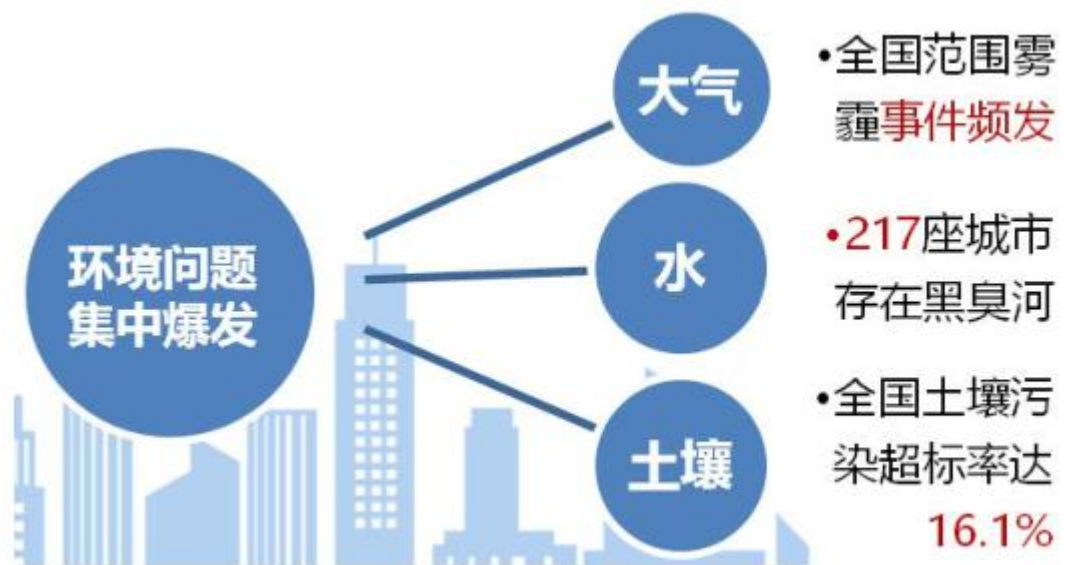 环境问题
集中爆发
大气
•全国范围雾
霾事件频发
水
•217座城市
存在黑臭河
土壤
•全国土壤污
染超标率达
16.1%